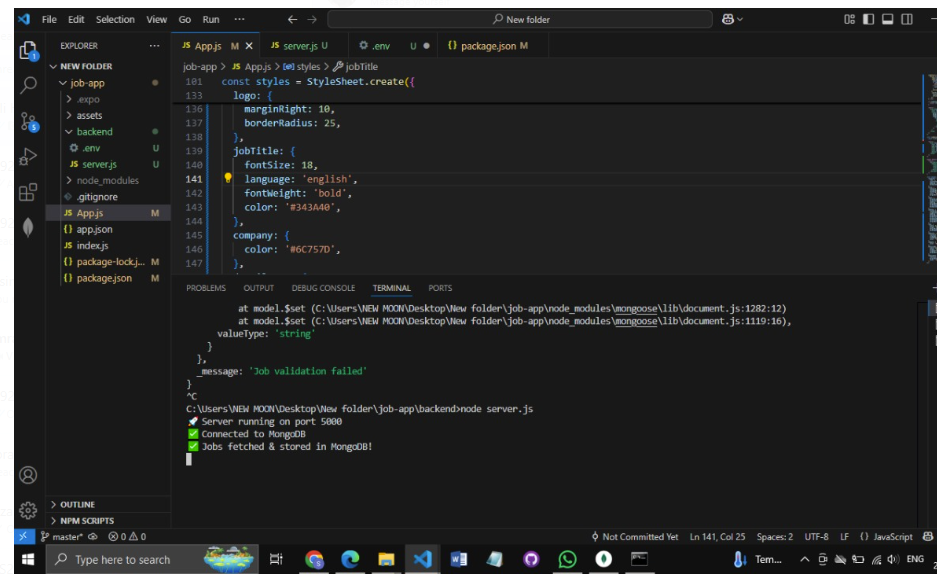 File Edit Selection View Go Run ··· ← → New folder
EXPLORER ···
NEW FOLDER
job-app
.expo
assets
backend
.env U
server.js U
node_modules
.gitignore
JS App.js M
{} app.json
JS index.js
{} package-lock.j... M
{} package.json M
OUTLINE
NPM SCRIPTS
JS App.js M × JS server.js U .env U ● {} package.json M
job-app > JS App.js > styles > jobTitle
101 const styles = StyleSheet.create({
133 logo: {
136 marginRight: 10,
137 borderRadius: 25,
138 },
139 jobTitle: {
140 fontSize: 18,
141 language: 'english',
142 fontWeight: 'bold',
143 color: '#343A40',
144 },
145 company: {
146 color: '#6C757D',
147 },
PROBLEMS OUTPUT DEBUG CONSOLE TERMINAL PORTS
at model.$set (C:\Users\NEW MOON\Desktop\New folder\job-app\node_modules\mongoose\lib\document.js:1282:12)
at model.$set (C:\Users\NEW MOON\Desktop\New folder\job-app\node_modules\mongoose\lib\document.js:1119:16),
valueType: 'string'
}
},
_message: 'Job validation failed'
}
^C
C:\Users\NEW MOON\Desktop\New folder\job-app\backend>node server.js
🚀 Server running on port 5000
✅ Connected to MongoDB
✅ Jobs fetched & stored in MongoDB!
master* ⊗ 0 ⚠ 0 Not Committed Yet Ln 141, Col 25 Spaces: 2 UTF-8 LF {} JavaScript
Type here to search Tem... ENG